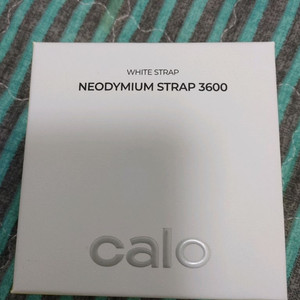 WHITE STRAP
NEODYMIUM STRAP 3600
calo